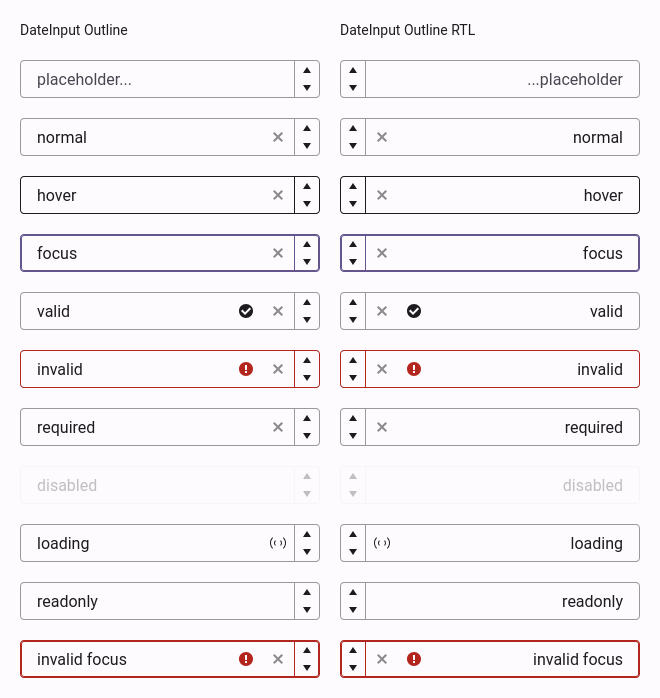 DateInput Outline
DateInput Outline RTL
placeholder...
...placeholder
normal
normal
hover
hover
focus
focus
valid
valid
invalid
invalid
required
required
disabled
disabled
loading
loading
readonly
readonly
invalid focus
invalid focus